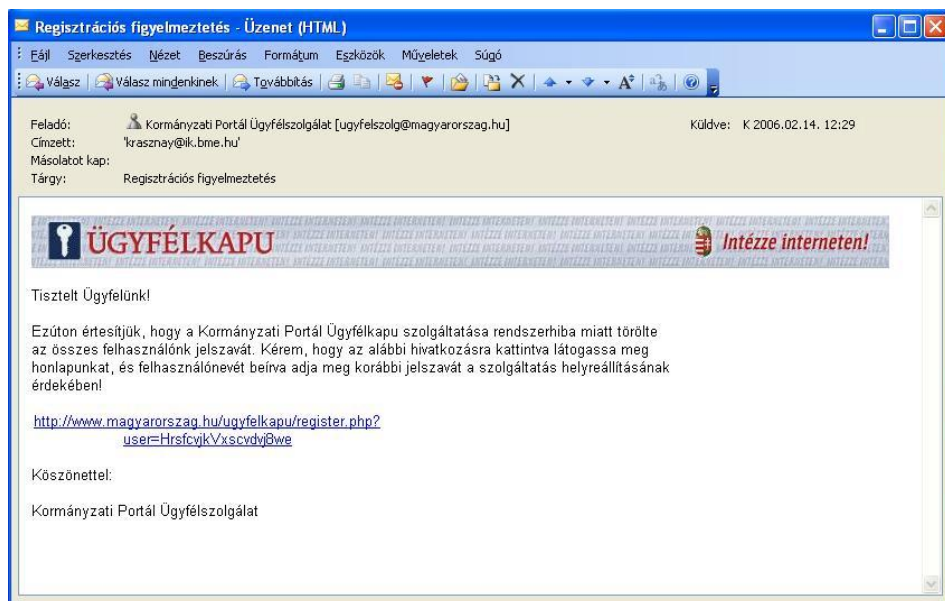 Regisztrációs figyelmeztetés - Üzenet (HTML)
Fájl Szerkesztés Nézet Beszúrás Formátum Eszközök Műveletek Súgó
Válasz Válasz mindenkinek Továbbítás
Feladó: Kormányzati Portál Ügyfélszolgálat [ugyfelszolg@magyarorszag.hu] Küldve: K 2006.02.14. 12:29
Címzett: 'krasznay@ik.bme.hu'
Másolatot kap:
Tárgy: Regisztrációs figyelmeztetés
ÜGYFÉLKAPU Intézze interneten!
Tisztelt Ügyfelünk!
Ezúton értesítjük, hogy a Kormányzati Portál Ügyfélkapu szolgáltatása rendszerhiba miatt törölte
az összes felhasználónk jelszavát. Kérem, hogy az alábbi hivatkozásra kattintva látogassa meg
honlapunkat, és felhasználónevét beírva adja meg korábbi jelszavát a szolgáltatás helyreállításának
érdekében!
http://www.magyarorszag.hu/ugyfelkapu/register.php?
user=HrsfcvjkVxscvdvj8we
Köszönettel:
Kormányzati Portál Ügyfélszolgálat